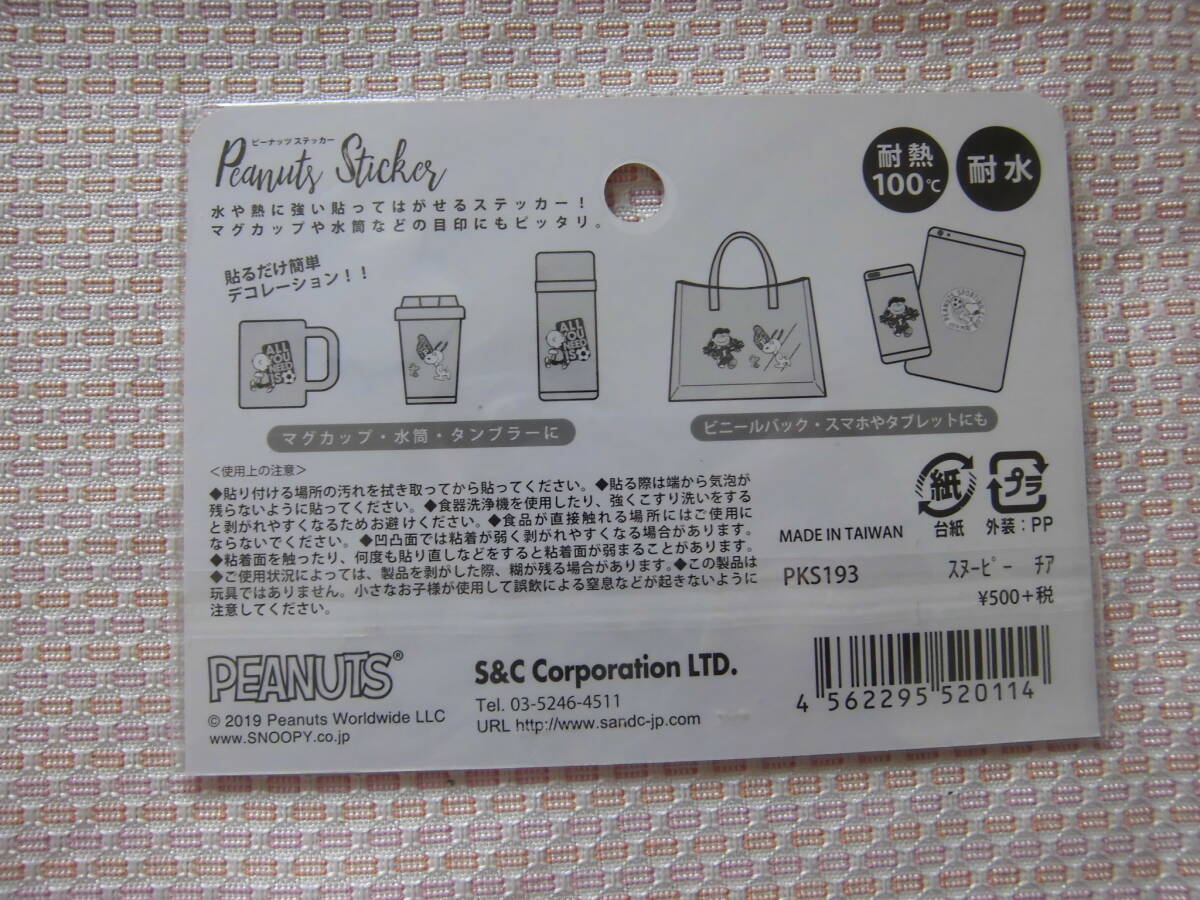 ピーナッツステッカー
Peanuts Sticker
水や熱に強い貼ってはがせるステッカー！
マグカップや水筒などの目印にもピッタリ。
耐熱
100℃
耐水
貼るだけ簡単
デコレーション！！
ALL
YOU
NEED
IS
ALL
YOU
NEED
IS
マグカップ・水筒・タンブラーに
ビニールバック・スマホやタブレットにも
＜使用上の注意＞
◆貼り付ける場所の汚れを拭き取ってから貼ってください。◆貼る際は端から気泡が
残らないように貼ってください。◆食器洗浄機を使用したり、強くこすり洗いをする
と剥がれやすくなるためお避けください。◆食品が直接触れる場所にはご使用に
ならないでください。◆凹凸面では粘着が弱く剥がれやすくなる場合があります。
◆粘着面を触ったり、何度も貼り直しなどをすると粘着面が弱まることがあります。
◆ご使用状況によっては、製品を剥がした際、糊が残る場合があります。◆この製品は
玩具ではありません。小さなお子様が使用して誤飲による窒息などが起きないように
注意してください。
紙
プラ
台紙 外装：PP
MADE IN TAIWAN
PKS193 ｽﾇｰﾋﾟｰ ﾁｱ
¥500+税
PEANUTS®
© 2019 Peanuts Worldwide LLC
www.SNOOPY.co.jp
S&C Corporation LTD.
Tel. 03-5246-4511
URL http://www.sandc-jp.com
4 562295 520114